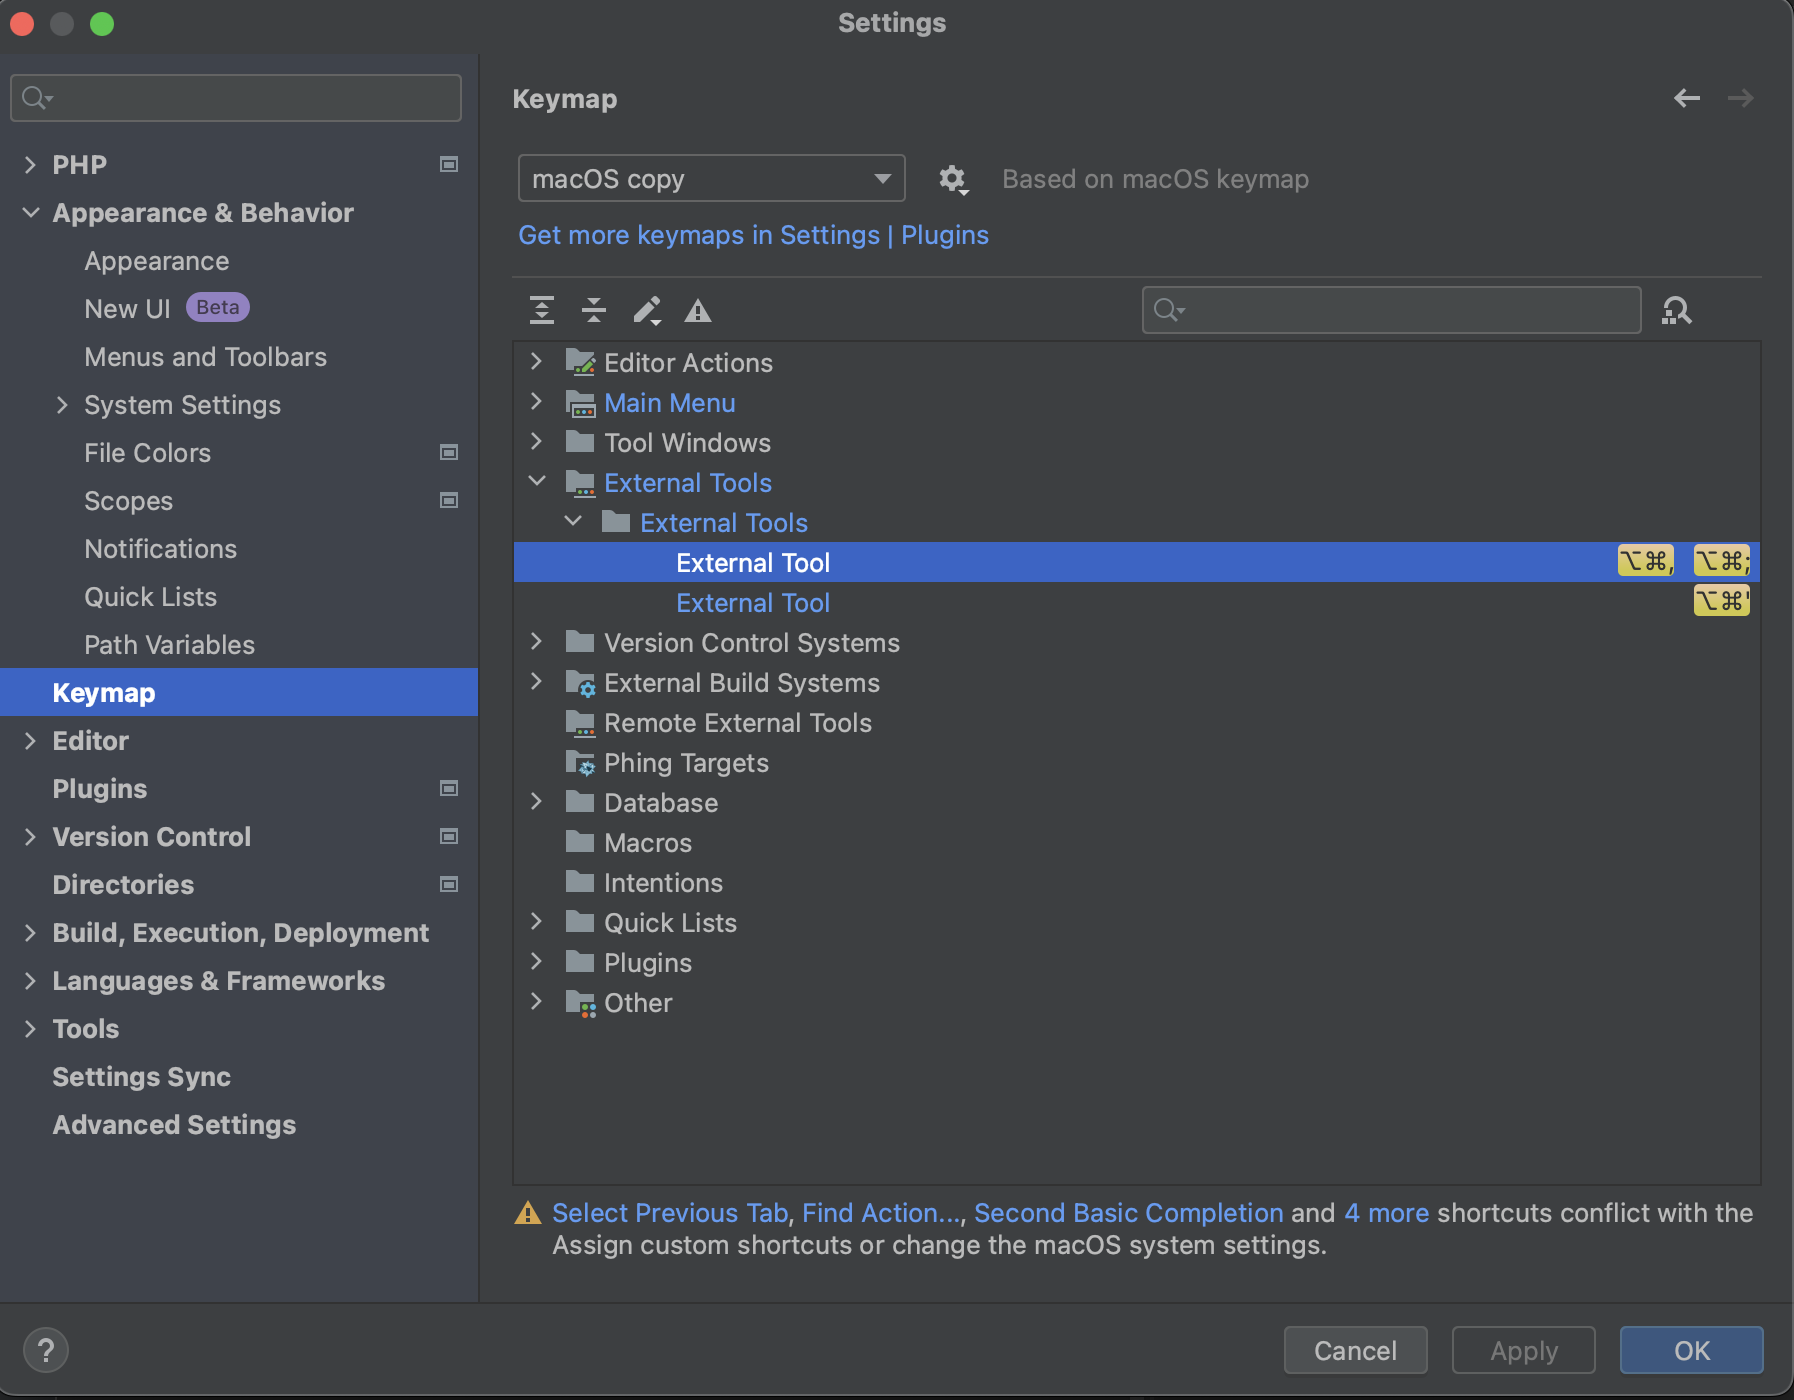 Settings
PHP
Appearance & Behavior
Appearance
New UI Beta
Menus and Toolbars
System Settings
File Colors
Scopes
Notifications
Quick Lists
Path Variables
Keymap
Editor
Plugins
Version Control
Directories
Build, Execution, Deployment
Languages & Frameworks
Tools
Settings Sync
Advanced Settings
Keymap
macOS copy
Based on macOS keymap
Get more keymaps in Settings | Plugins
Editor Actions
Main Menu
Tool Windows
External Tools
External Tools
External Tool ⌥⌘, ⌥⌘;
External Tool ⌥⌘'
Version Control Systems
External Build Systems
Remote External Tools
Phing Targets
Database
Macros
Intentions
Quick Lists
Plugins
Other
Select Previous Tab, Find Action..., Second Basic Completion and 4 more shortcuts conflict with the
Assign custom shortcuts or change the macOS system settings.
?
Cancel
Apply
OK